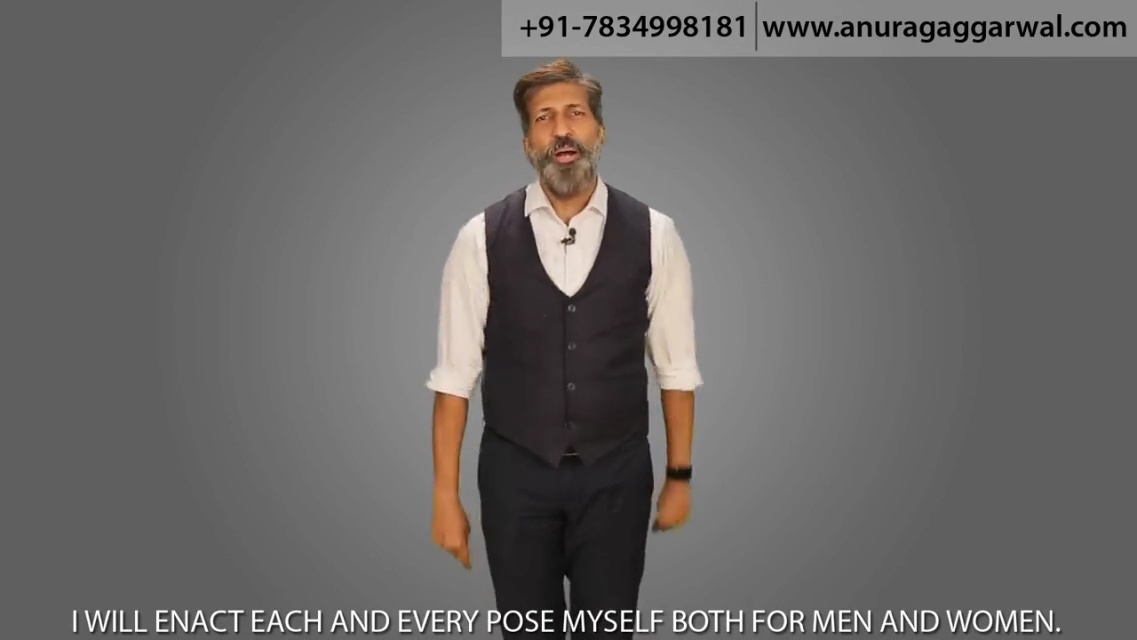 +91-7834998181 | www.anuragaggarwal.com
I WILL ENACT EACH AND EVERY POSE MYSELF BOTH FOR MEN AND WOMEN.